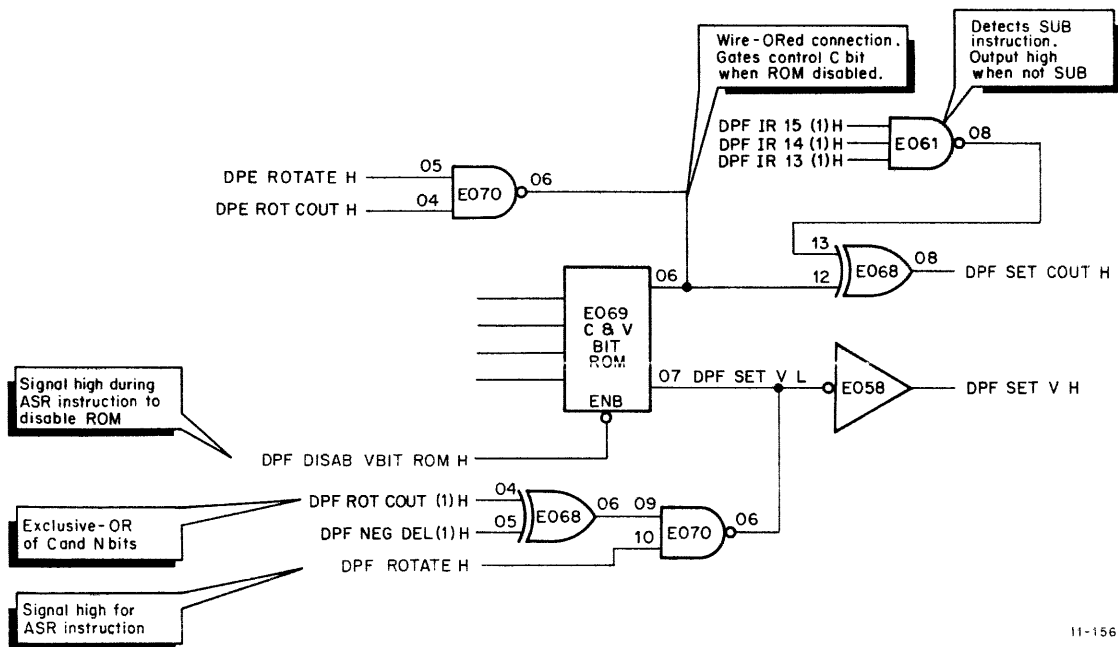 Wire-ORed connection.
Gates control C bit
when ROM disabled.
Detects SUB
instruction.
Output high
when not SUB
DPF IR 15 (1)H
DPF IR 14 (1)H
DPF IR 13 (1)H
E061
08
DPE ROTATE H
05
DPE ROT COUT H
04
E070
06
13
12
E068
08
DPF SET COUT H
06
E069
C & V
BIT
ROM
ENB
07 DPF SET V L
E058
DPF SET V H
Signal high during
ASR instruction to
disable ROM
DPF DISAB VBIT ROM H
DPF ROT COUT (1) H
04
DPF NEG DEL(1)H
05
E068
06
09
10
E070
06
DPF ROTATE H
Exclusive-OR
of C and N bits
Signal high for
ASR instruction
11-156